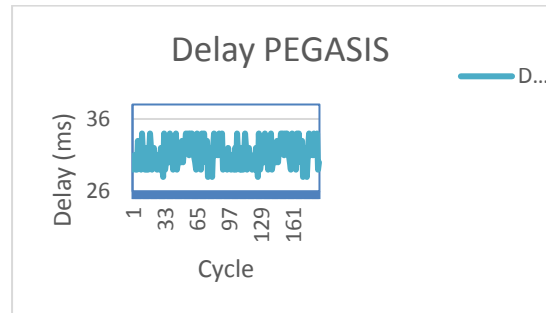 Delay PEGASIS
D...
36
26
Delay (ms)
1
33
65
97
129
161
Cycle